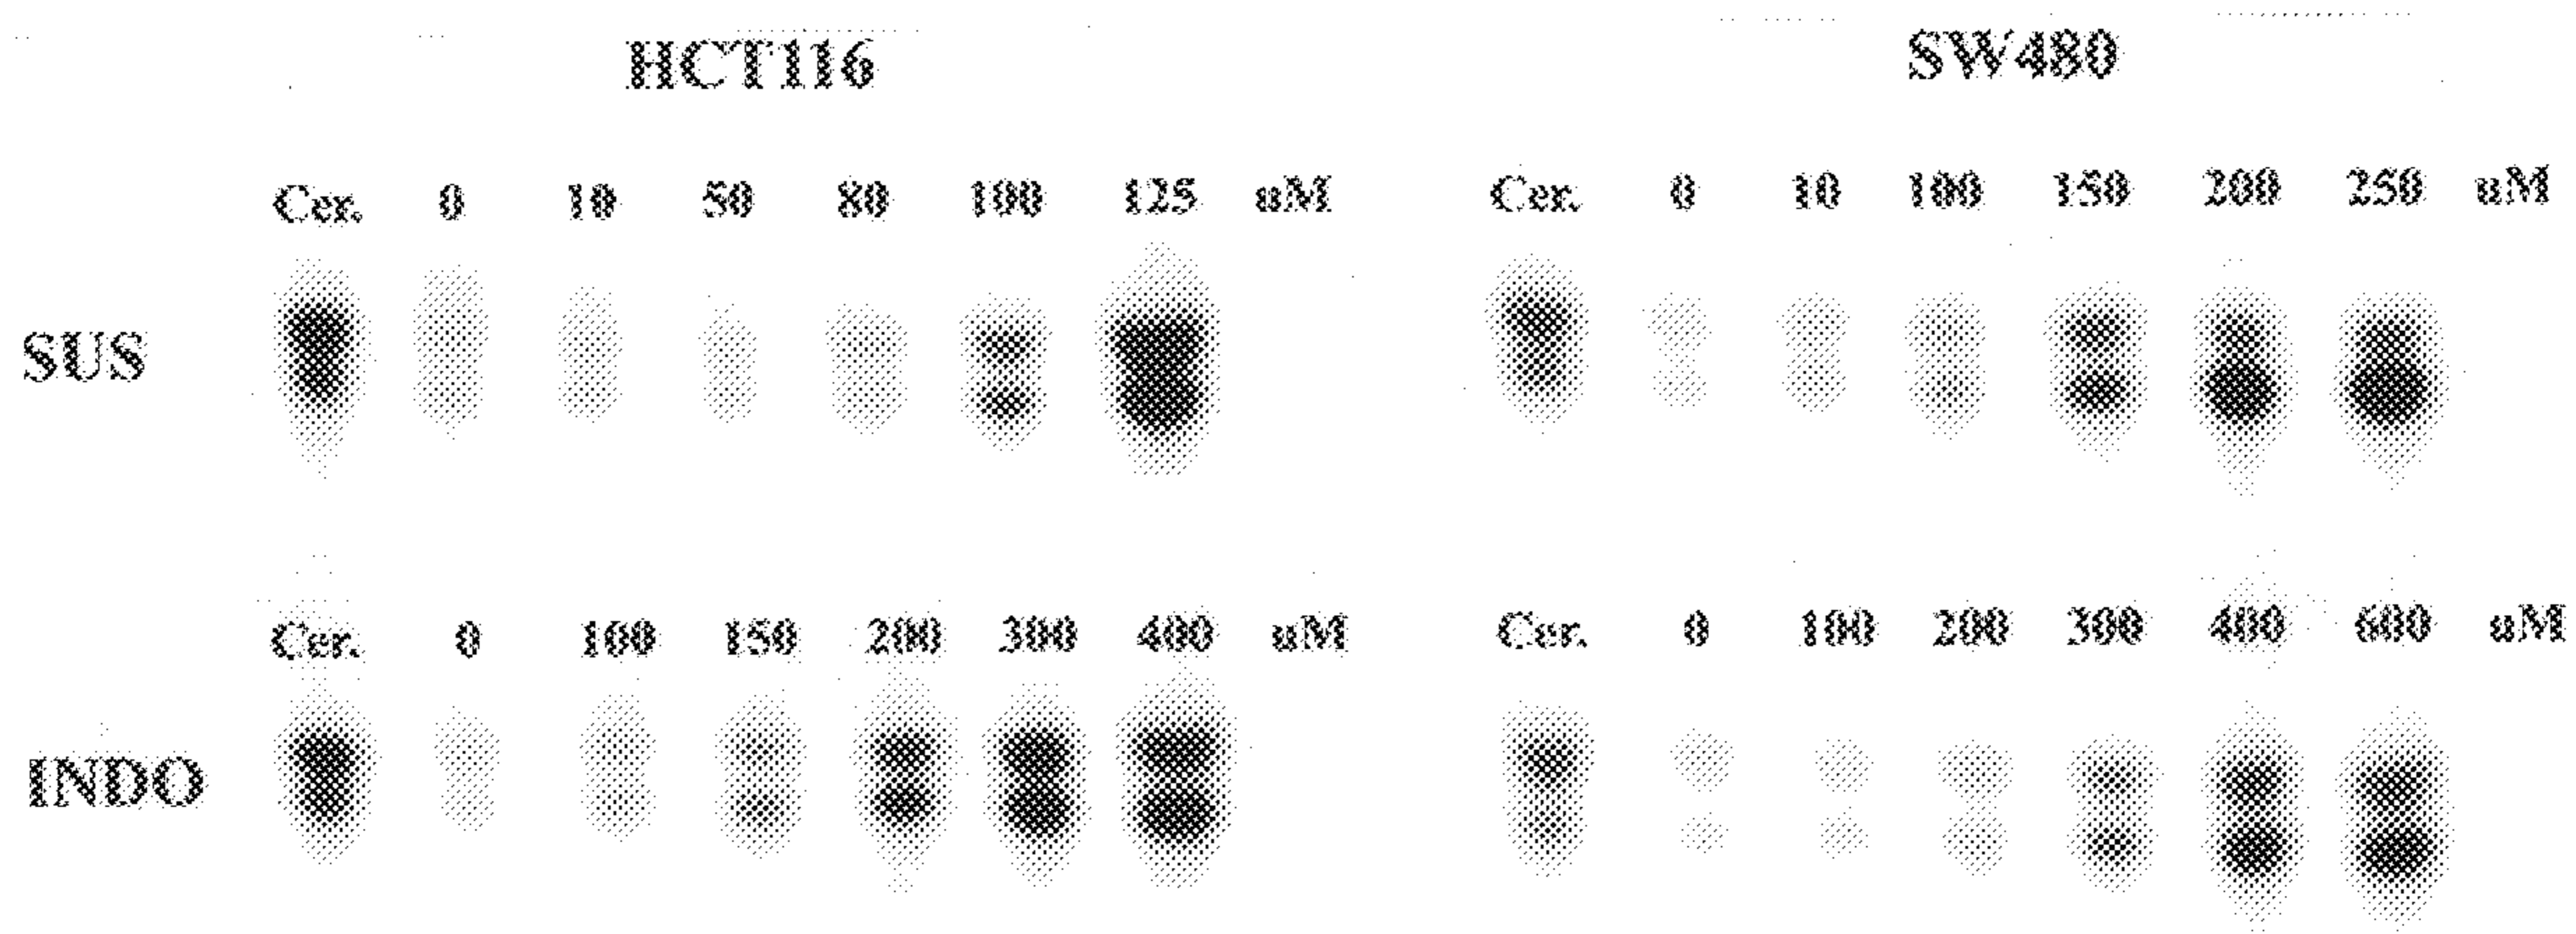 HCT116 SW480
Cer. 0 10 50 80 100 125 uM Cer. 0 10 100 150 200 250 uM
SUS
Cer. 0 100 150 200 300 400 uM Cer. 0 100 200 300 400 600 uM
INDO